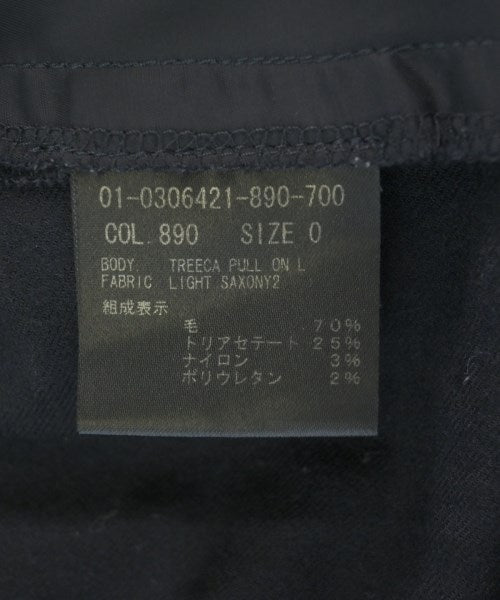 01-0306421-890-700
COL. 890 SIZE 0
BODY: TREECA PULL ON L
FABRIC LIGHT SAXONY2
組成表示
毛 70%
トリアセテート 25%
ナイロン 3%
ポリウレタン 2%